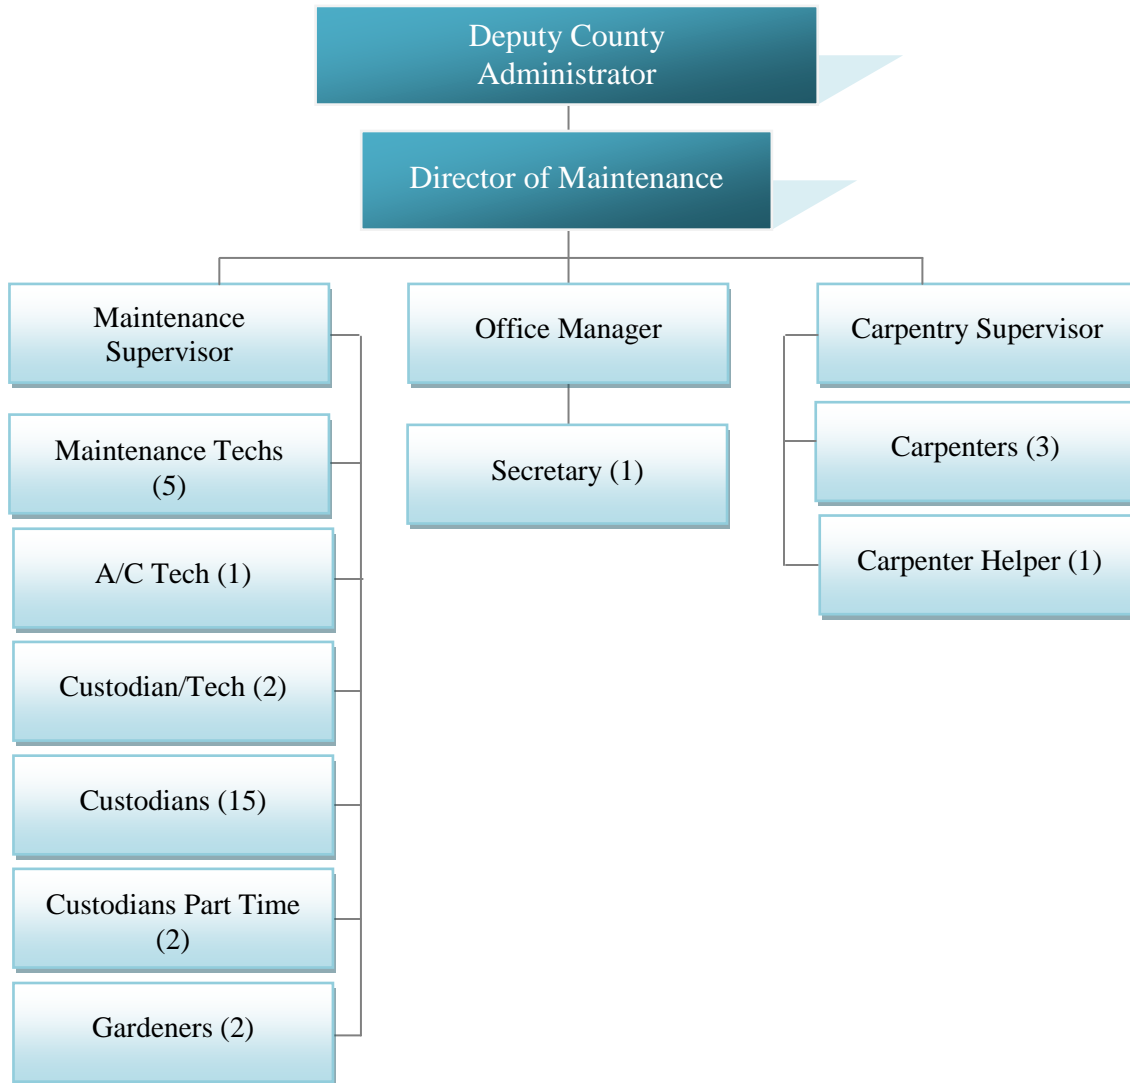 Deputy County
Administrator
Director of Maintenance
Maintenance
Supervisor
Office Manager
Carpentry Supervisor
Maintenance Techs
(5)
Secretary (1)
Carpenters (3)
A/C Tech (1)
Carpenter Helper (1)
Custodian/Tech (2)
Custodians (15)
Custodians Part Time
(2)
Gardeners (2)